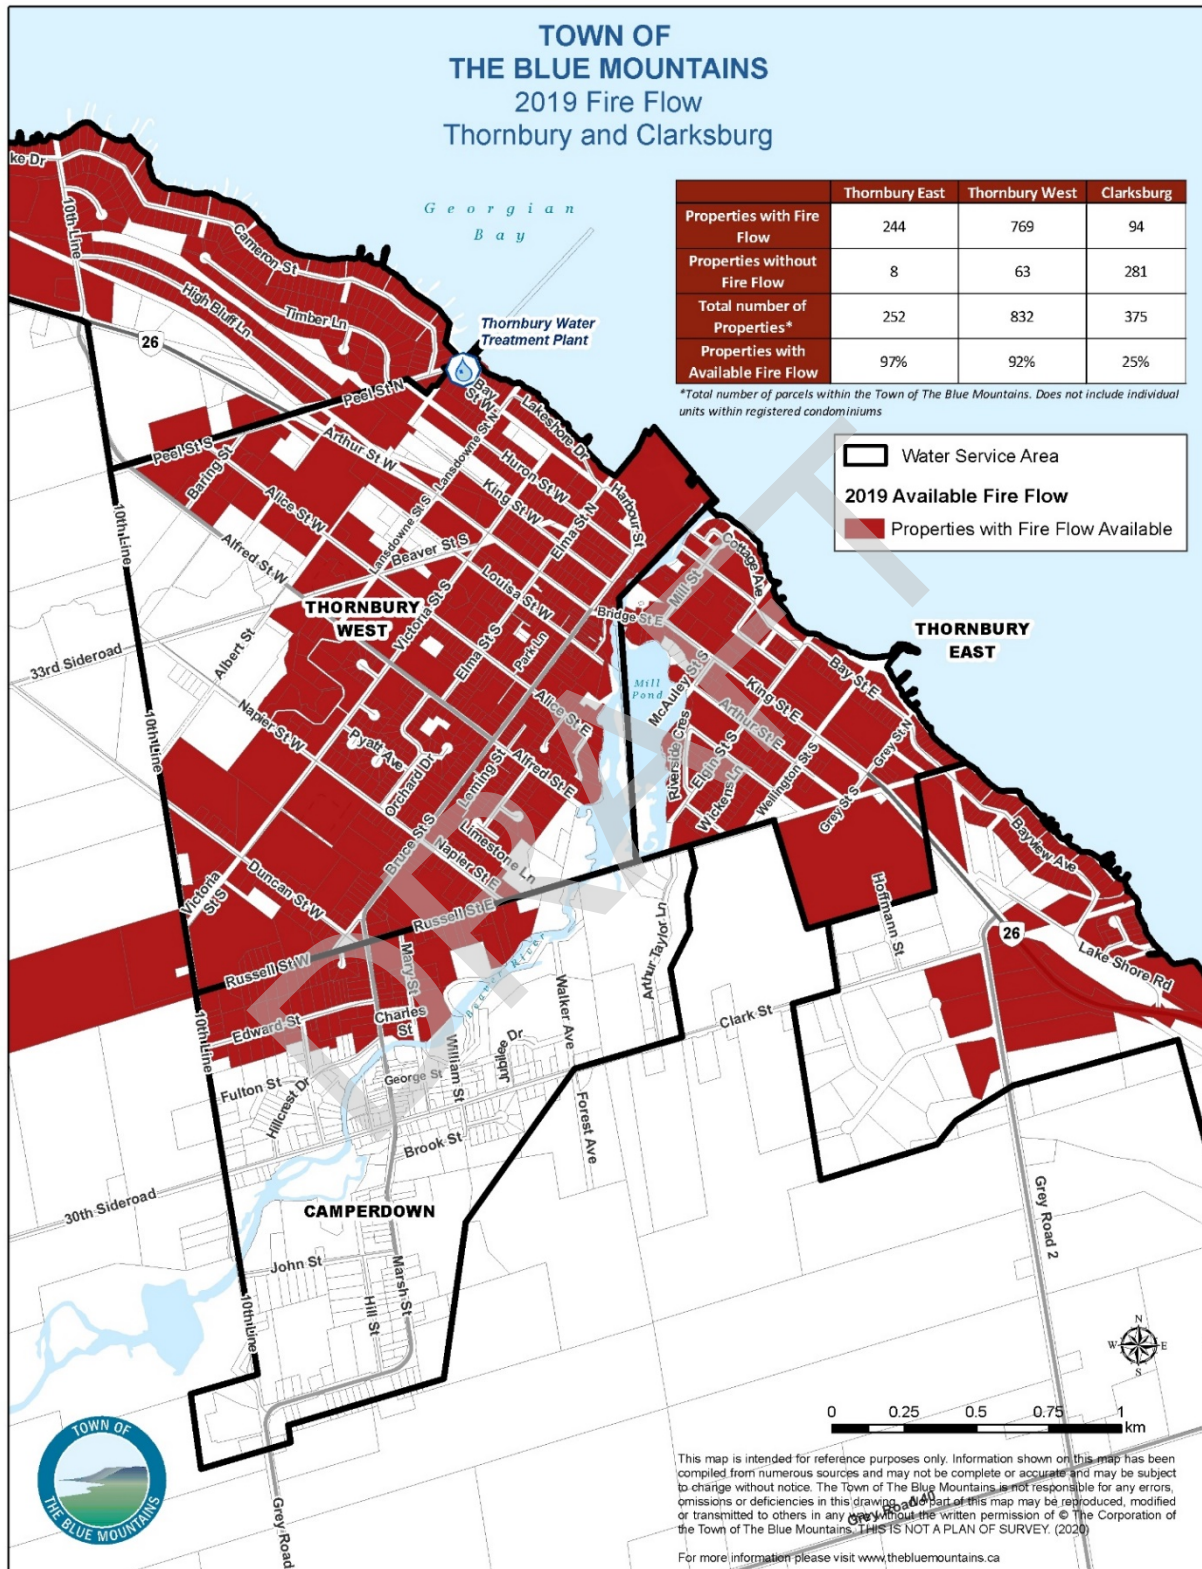 TOWN OF
THE BLUE MOUNTAINS
2019 Fire Flow
Thornbury and Clarksburg
Thornbury East Thornbury West Clarksburg
Properties with Fire Flow 244 769 94
Properties without Fire Flow 8 63 281
Total number of Properties* 252 832 375
Properties with Available Fire Flow 97% 92% 25%
*Total number of parcels within the Town of The Blue Mountains. Does not include individual
units within registered condominiums
Water Service Area
2019 Available Fire Flow
Properties with Fire Flow Available
Georgian
Bay
ke Dr
10th Line
Cameron St
High Bluff Ln
Timber Ln
26
Thornbury Water
Treatment Plant
Peel St N
Bay
St W
Lakeshore Dr
Peel St S
Baring St
Arthur St W
Lansdowne St N
Huron St W
King St W
Harbour St
Elma St N
Alice St W
Lansdowne St S
Beaver St S
Louisa St W
Alfred St W
10th Line
THORNBURY
WEST
Victoria St S
Albert St
33rd Sideroad
Elma St S
Park Ln
Bridge St E
Mill St
Cottage Ave
THORNBURY
EAST
Mill
Pond
McAuley St S
Bay St E
King St E
Arthur St E
Grey St N
Alice St E
Napier St W
10th Line
Pyatt Ave
Orchard Dr
Leming St
Alfred St E
Riverside Cres
Elgin St S
Wickens Ln
Wellington St S
Grey St S
Bruce St S
Limestone Ln
Napier St E
Bayview Ave
Victoria
St S
Duncan St W
Russell St E
Hoffmann St
Arthur Taylor Ln
26
Lake Shore Rd
Russell St W
Mary St
Beaver River
Walker Ave
Clark St
10th Line
Edward St
Charles
St
William St
Jubilee Dr
George St
Fulton St
Hillcrest Dr
Brook St
Forest Ave
30th Sideroad
CAMPERDOWN
Grey Road 2
John St
Marsh St
Hill St
10th Line
DRAFT
N
W E
S
0 0.25 0.5 0.75 1
km
TOWN OF
THE BLUE MOUNTAINS
Grey Road
Grey Road 40
This map is intended for reference purposes only. Information shown on this map has been
compiled from numerous sources and may not be complete or accurate and may be subject
to change without notice. The Town of The Blue Mountains is not responsible for any errors,
omissions or deficiencies in this drawing. No part of this map may be reproduced, modified
or transmitted to others in any way without the written permission of © The Corporation of
the Town of The Blue Mountains. THIS IS NOT A PLAN OF SURVEY. (2020)
For more information please visit www.thebluemountains.ca